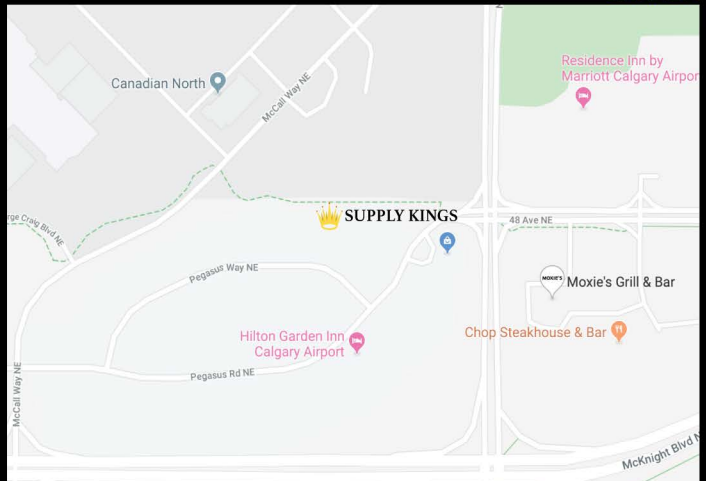 Residence Inn by
Marriott Calgary Airpor
Canadian North
McCall Way NE
SUPPLY KINGS
rge Craig Blvd NE
48 Ave NE
Pegasus Way NE
MOXIE'S
Moxie's Grill & Bar
Hilton Garden Inn
Calgary Airport
Chop Steakhouse & Bar
Pegasus Rd NE
McCall Way NE
McKnight Blvd N